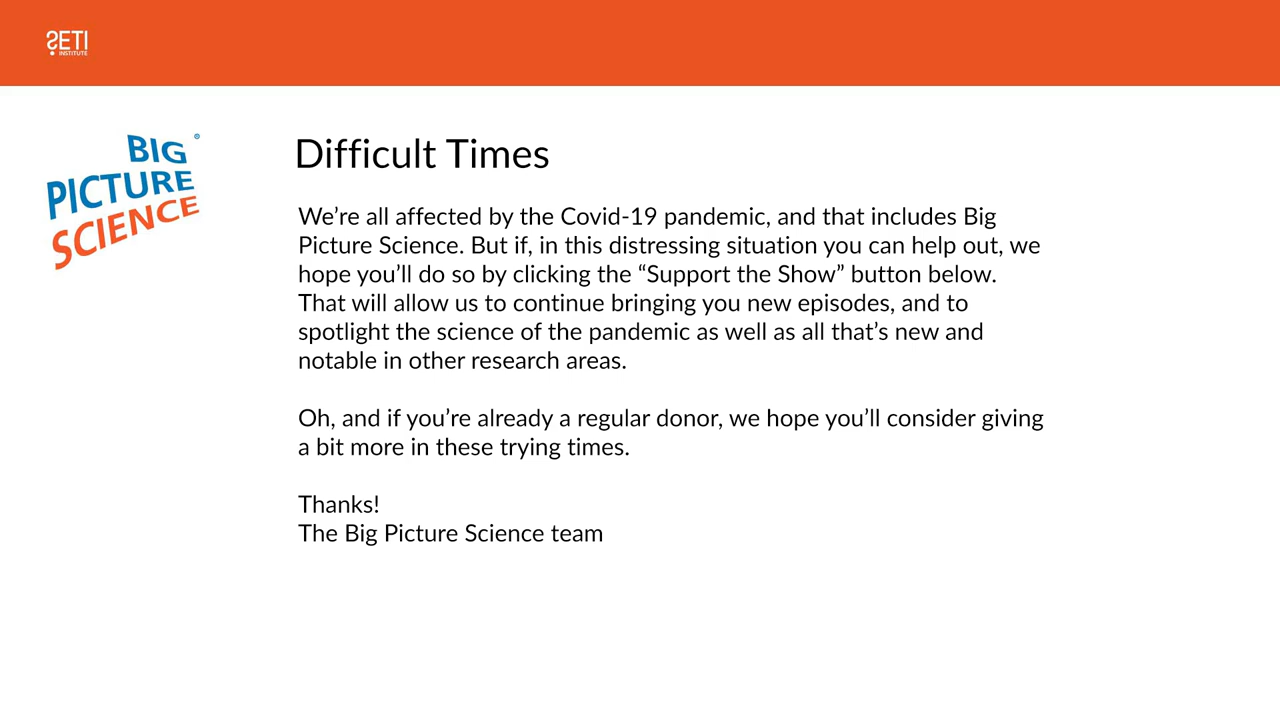 SETI
INSTITUTE
BIG
PICTURE
SCIENCE
®
Difficult Times
We’re all affected by the Covid-19 pandemic, and that includes Big
Picture Science. But if, in this distressing situation you can help out, we
hope you’ll do so by clicking the “Support the Show” button below.
That will allow us to continue bringing you new episodes, and to
spotlight the science of the pandemic as well as all that’s new and
notable in other research areas.
Oh, and if you’re already a regular donor, we hope you’ll consider giving
a bit more in these trying times.
Thanks!
The Big Picture Science team